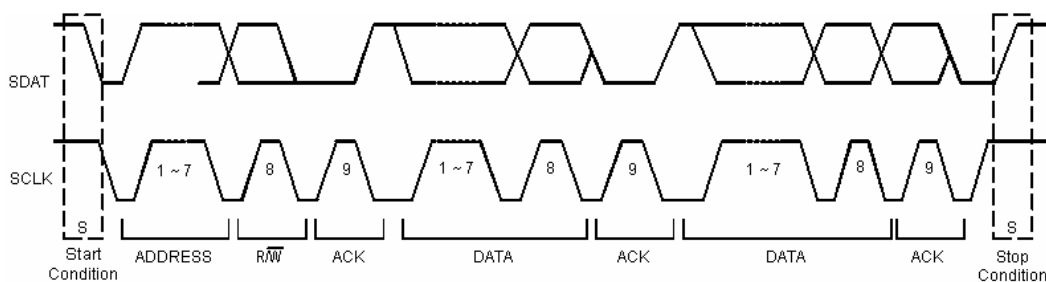 SDAT
SCLK
1 ~ 7
8
9
1 ~ 7
8
9
1 ~ 7
8
9
S
S
Start
Condition
ADDRESS
R/W̅
ACK
DATA
ACK
DATA
ACK
Stop
Condition